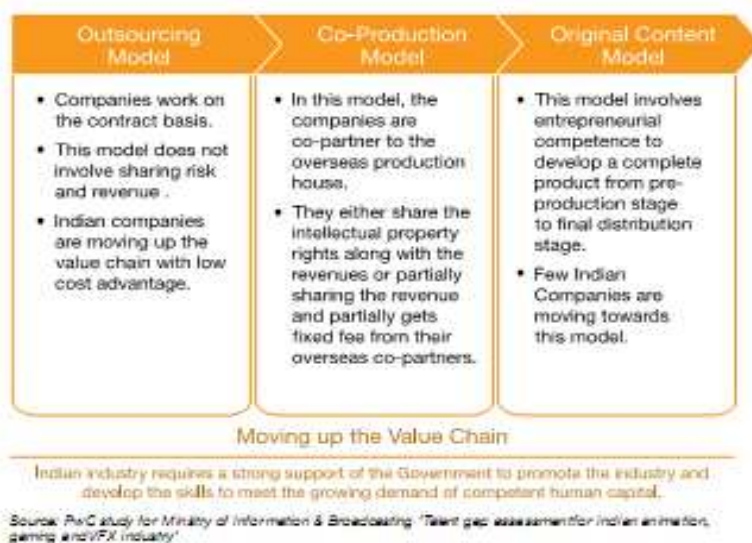 Outsourcing
Model
Co-Production
Model
Original Content
Model
• Companies work on
the contract basis.
• This model does not
involve sharing risk
and revenue .
• Indian companies
are moving up the
value chain with low
cost advantage.
• In this model, the
companies are
co-partner to the
overseas production
house.
• They either share the
intellectual property
rights along with the
revenues or partially
sharing the revenue
and partially gets
fixed fee from their
overseas co-partners.
• This model involves
entrepreneurial
competence to
develop a complete
product from pre-
production stage
to final distribution
stage.
• Few Indian
Companies are
moving towards
this model.
Moving up the Value Chain
Indian industry requires a strong support of the Government to promote the industry and
develop the skills to meet the growing demand of competent human capital.
Source: PwC study for Ministry of Information & Broadcasting 'Talent gap assessment for Indian animation,
gaming and VFX industry'